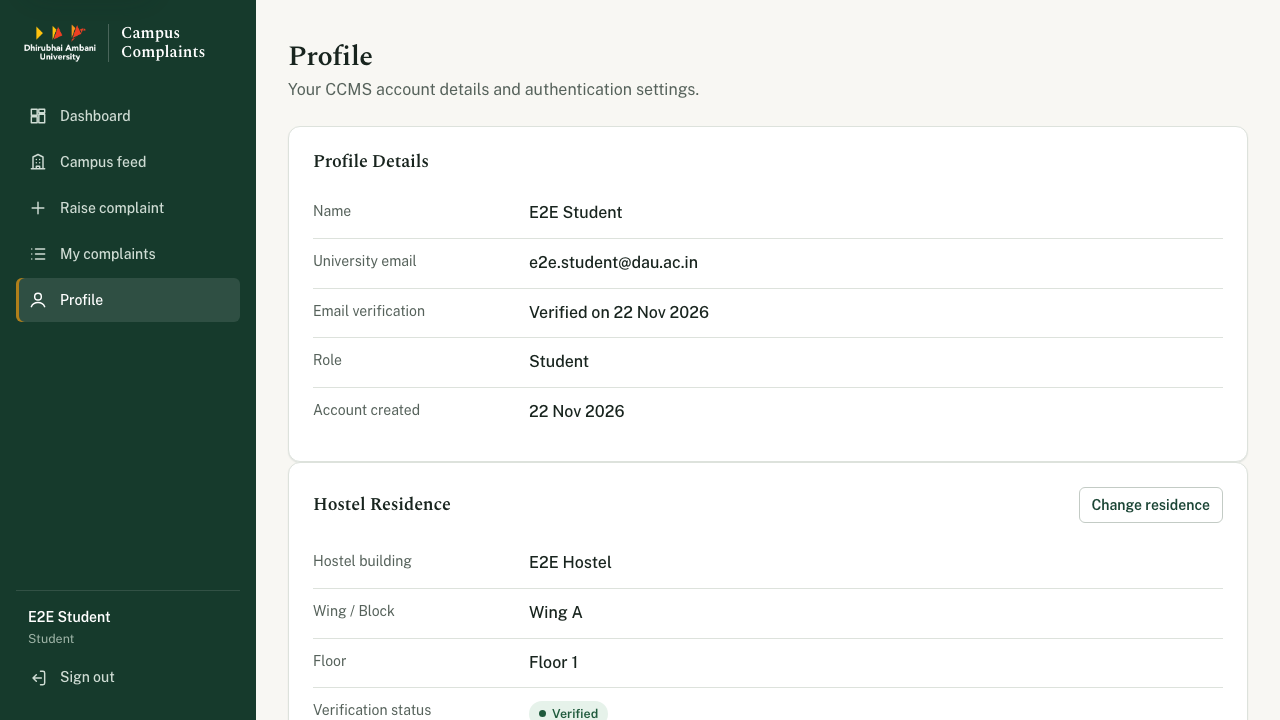 Dhirubhai Ambani
University
Campus
Complaints
Dashboard
Campus feed
Raise complaint
My complaints
Profile
E2E Student
Student
Sign out
Profile
Your CCMS account details and authentication settings.
Profile Details
Name E2E Student
University email e2e.student@dau.ac.in
Email verification Verified on 22 Nov 2026
Role Student
Account created 22 Nov 2026
Hostel Residence Change residence
Hostel building E2E Hostel
Wing / Block Wing A
Floor Floor 1
Verification status Verified